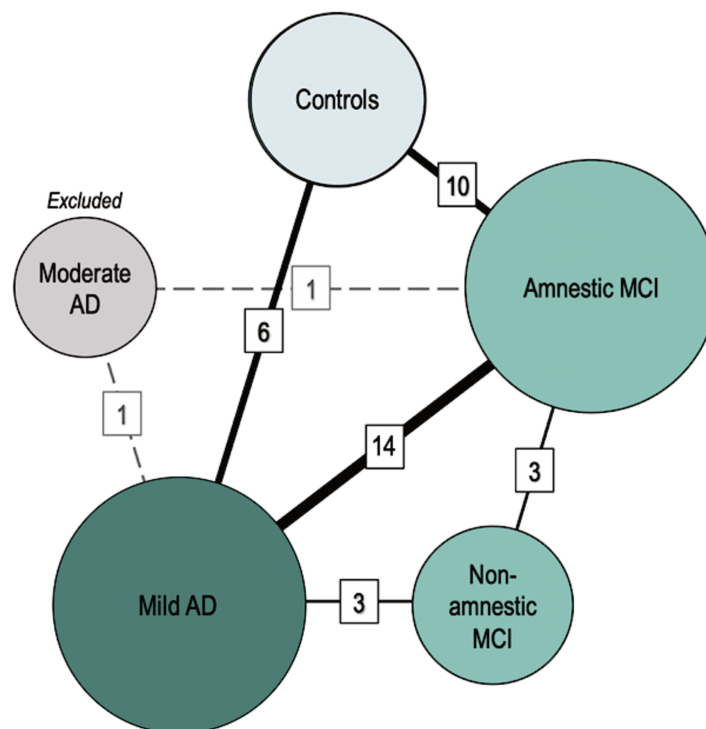 Controls
10
Excluded
Moderate
AD
1
Amnestic MCI
6
1
14
3
Mild AD
3
Non-
amnestic
MCI